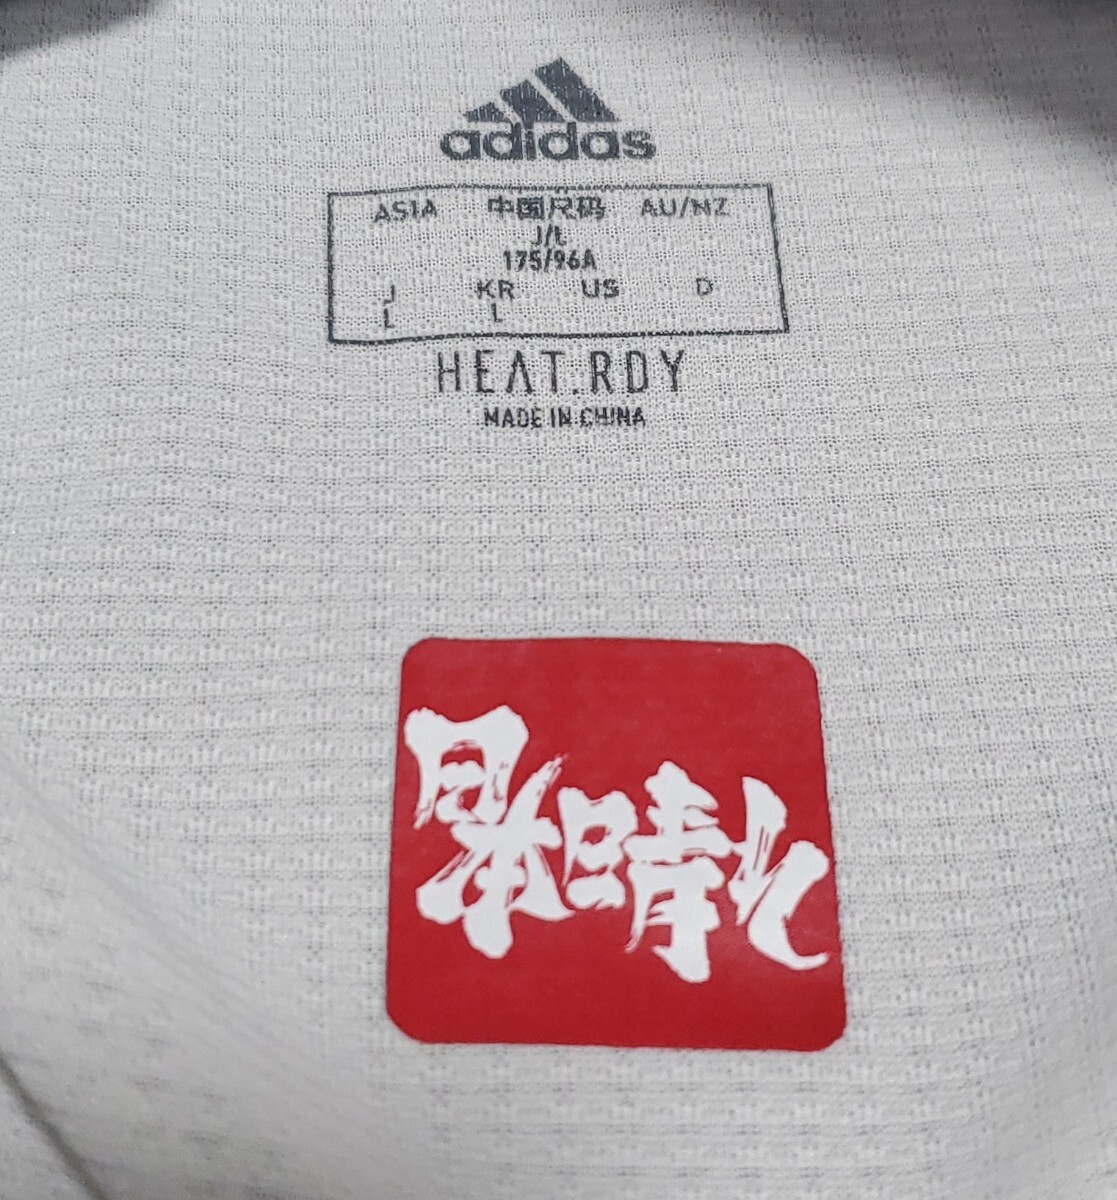 adidas
ASIA 中国尺码 AU/NZ
J/L
175/96A
J KR US D
L L
HEAT.RDY
MADE IN CHINA
日本晴れ